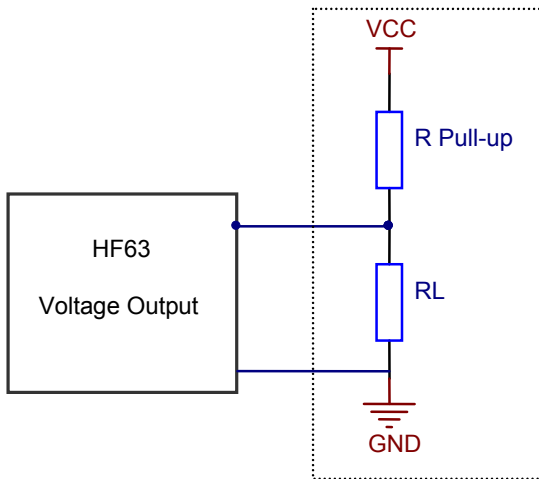 VCC
R Pull-up
HF63
Voltage Output
RL
GND